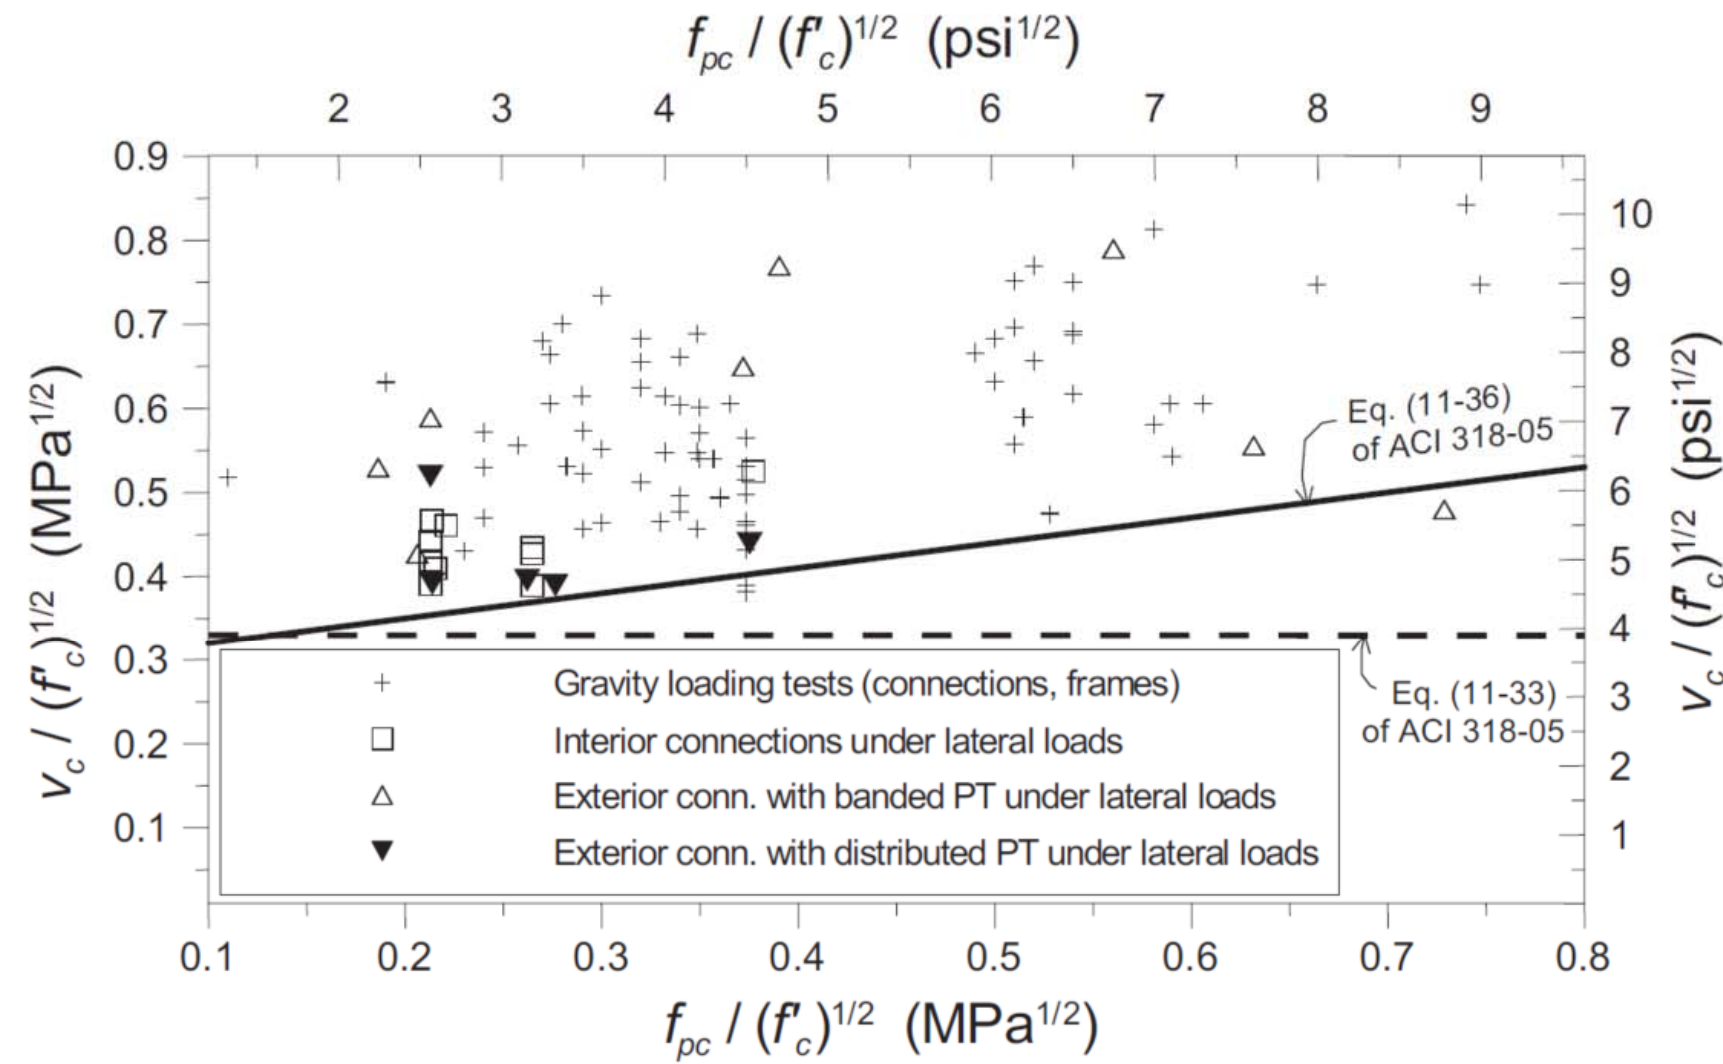 f_pc / (f'_c)^1/2 (psi^1/2)
2 3 4 5 6 7 8 9
0.9
0.8
0.7
0.6
0.5
0.4
0.3
0.2
0.1
v_c / (f'_c)^1/2 (MPa^1/2)
10
9
8
7
6
5
4
3
2
1
v_c / (f'_c)^1/2 (psi^1/2)
Eq. (11-36)
of ACI 318-05
Eq. (11-33)
of ACI 318-05
Gravity loading tests (connections, frames)
Interior connections under lateral loads
Exterior conn. with banded PT under lateral loads
Exterior conn. with distributed PT under lateral loads
0.1 0.2 0.3 0.4 0.5 0.6 0.7 0.8
f_pc / (f'_c)^1/2 (MPa^1/2)